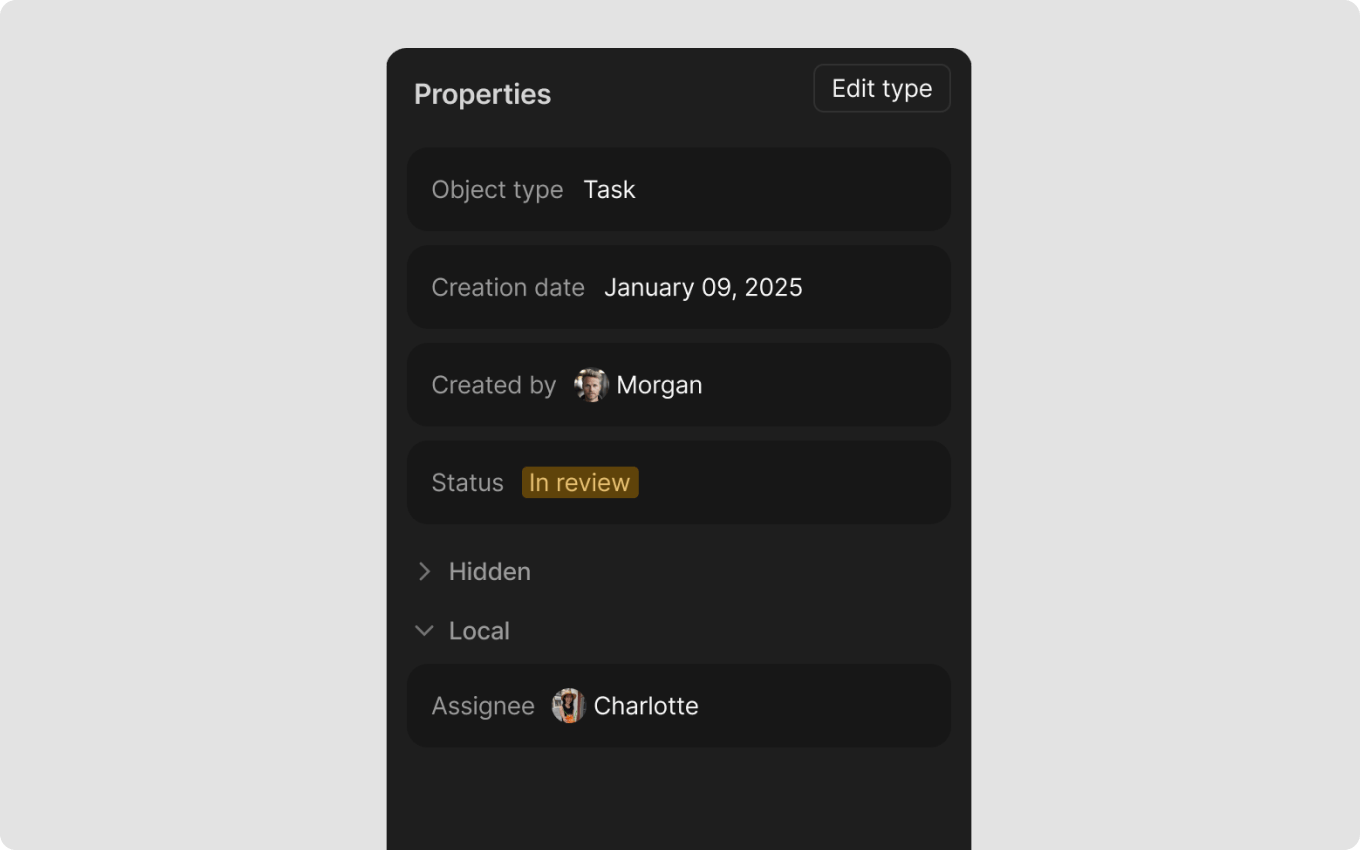 Properties
Edit type
Object type Task
Creation date January 09, 2025
Created by Morgan
Status In review
Hidden
Local
Assignee Charlotte